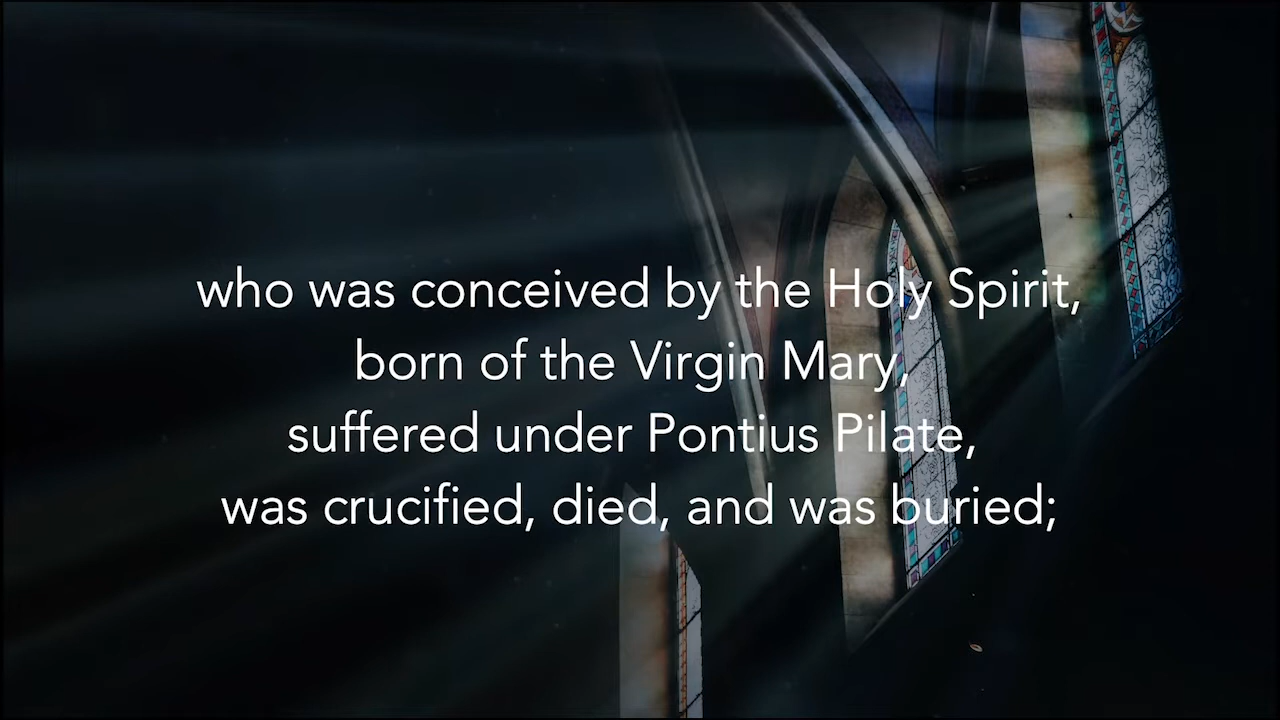 who was conceived by the Holy Spirit,
born of the Virgin Mary,
suffered under Pontius Pilate,
was crucified, died, and was buried;